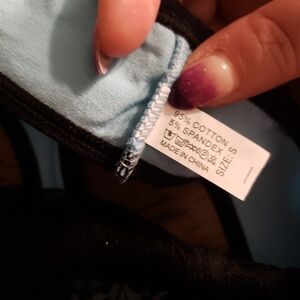 95% COTTON
5% SPANDEX
MADE IN CHINA
SIZE: S